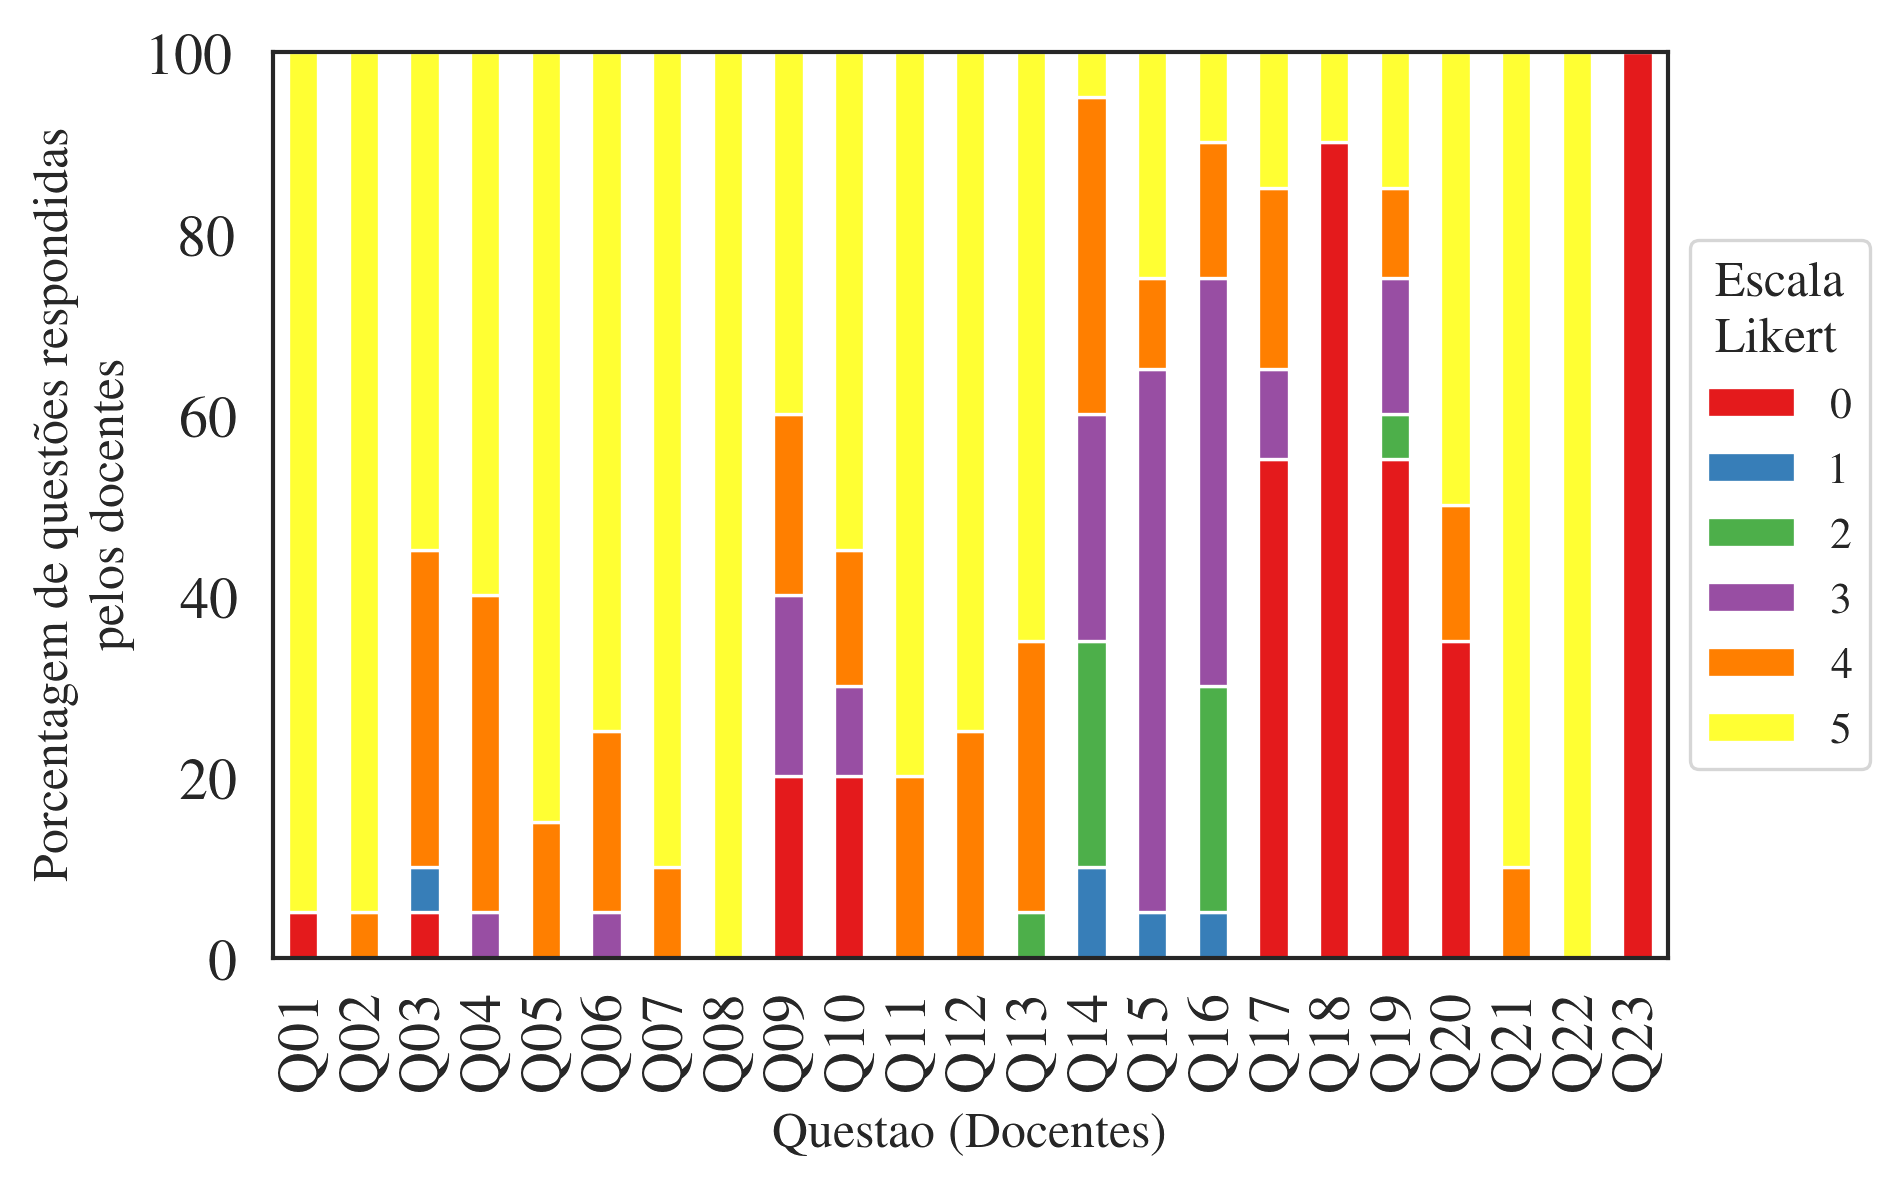 Porcentagem de questões respondidas
pelos docentes
100
80
60
40
20
0
Q01 Q02 Q03 Q04 Q05 Q06 Q07 Q08 Q09 Q10 Q11 Q12 Q13 Q14 Q15 Q16 Q17 Q18 Q19 Q20 Q21 Q22 Q23
Questao (Docentes)
Escala
Likert
0
1
2
3
4
5